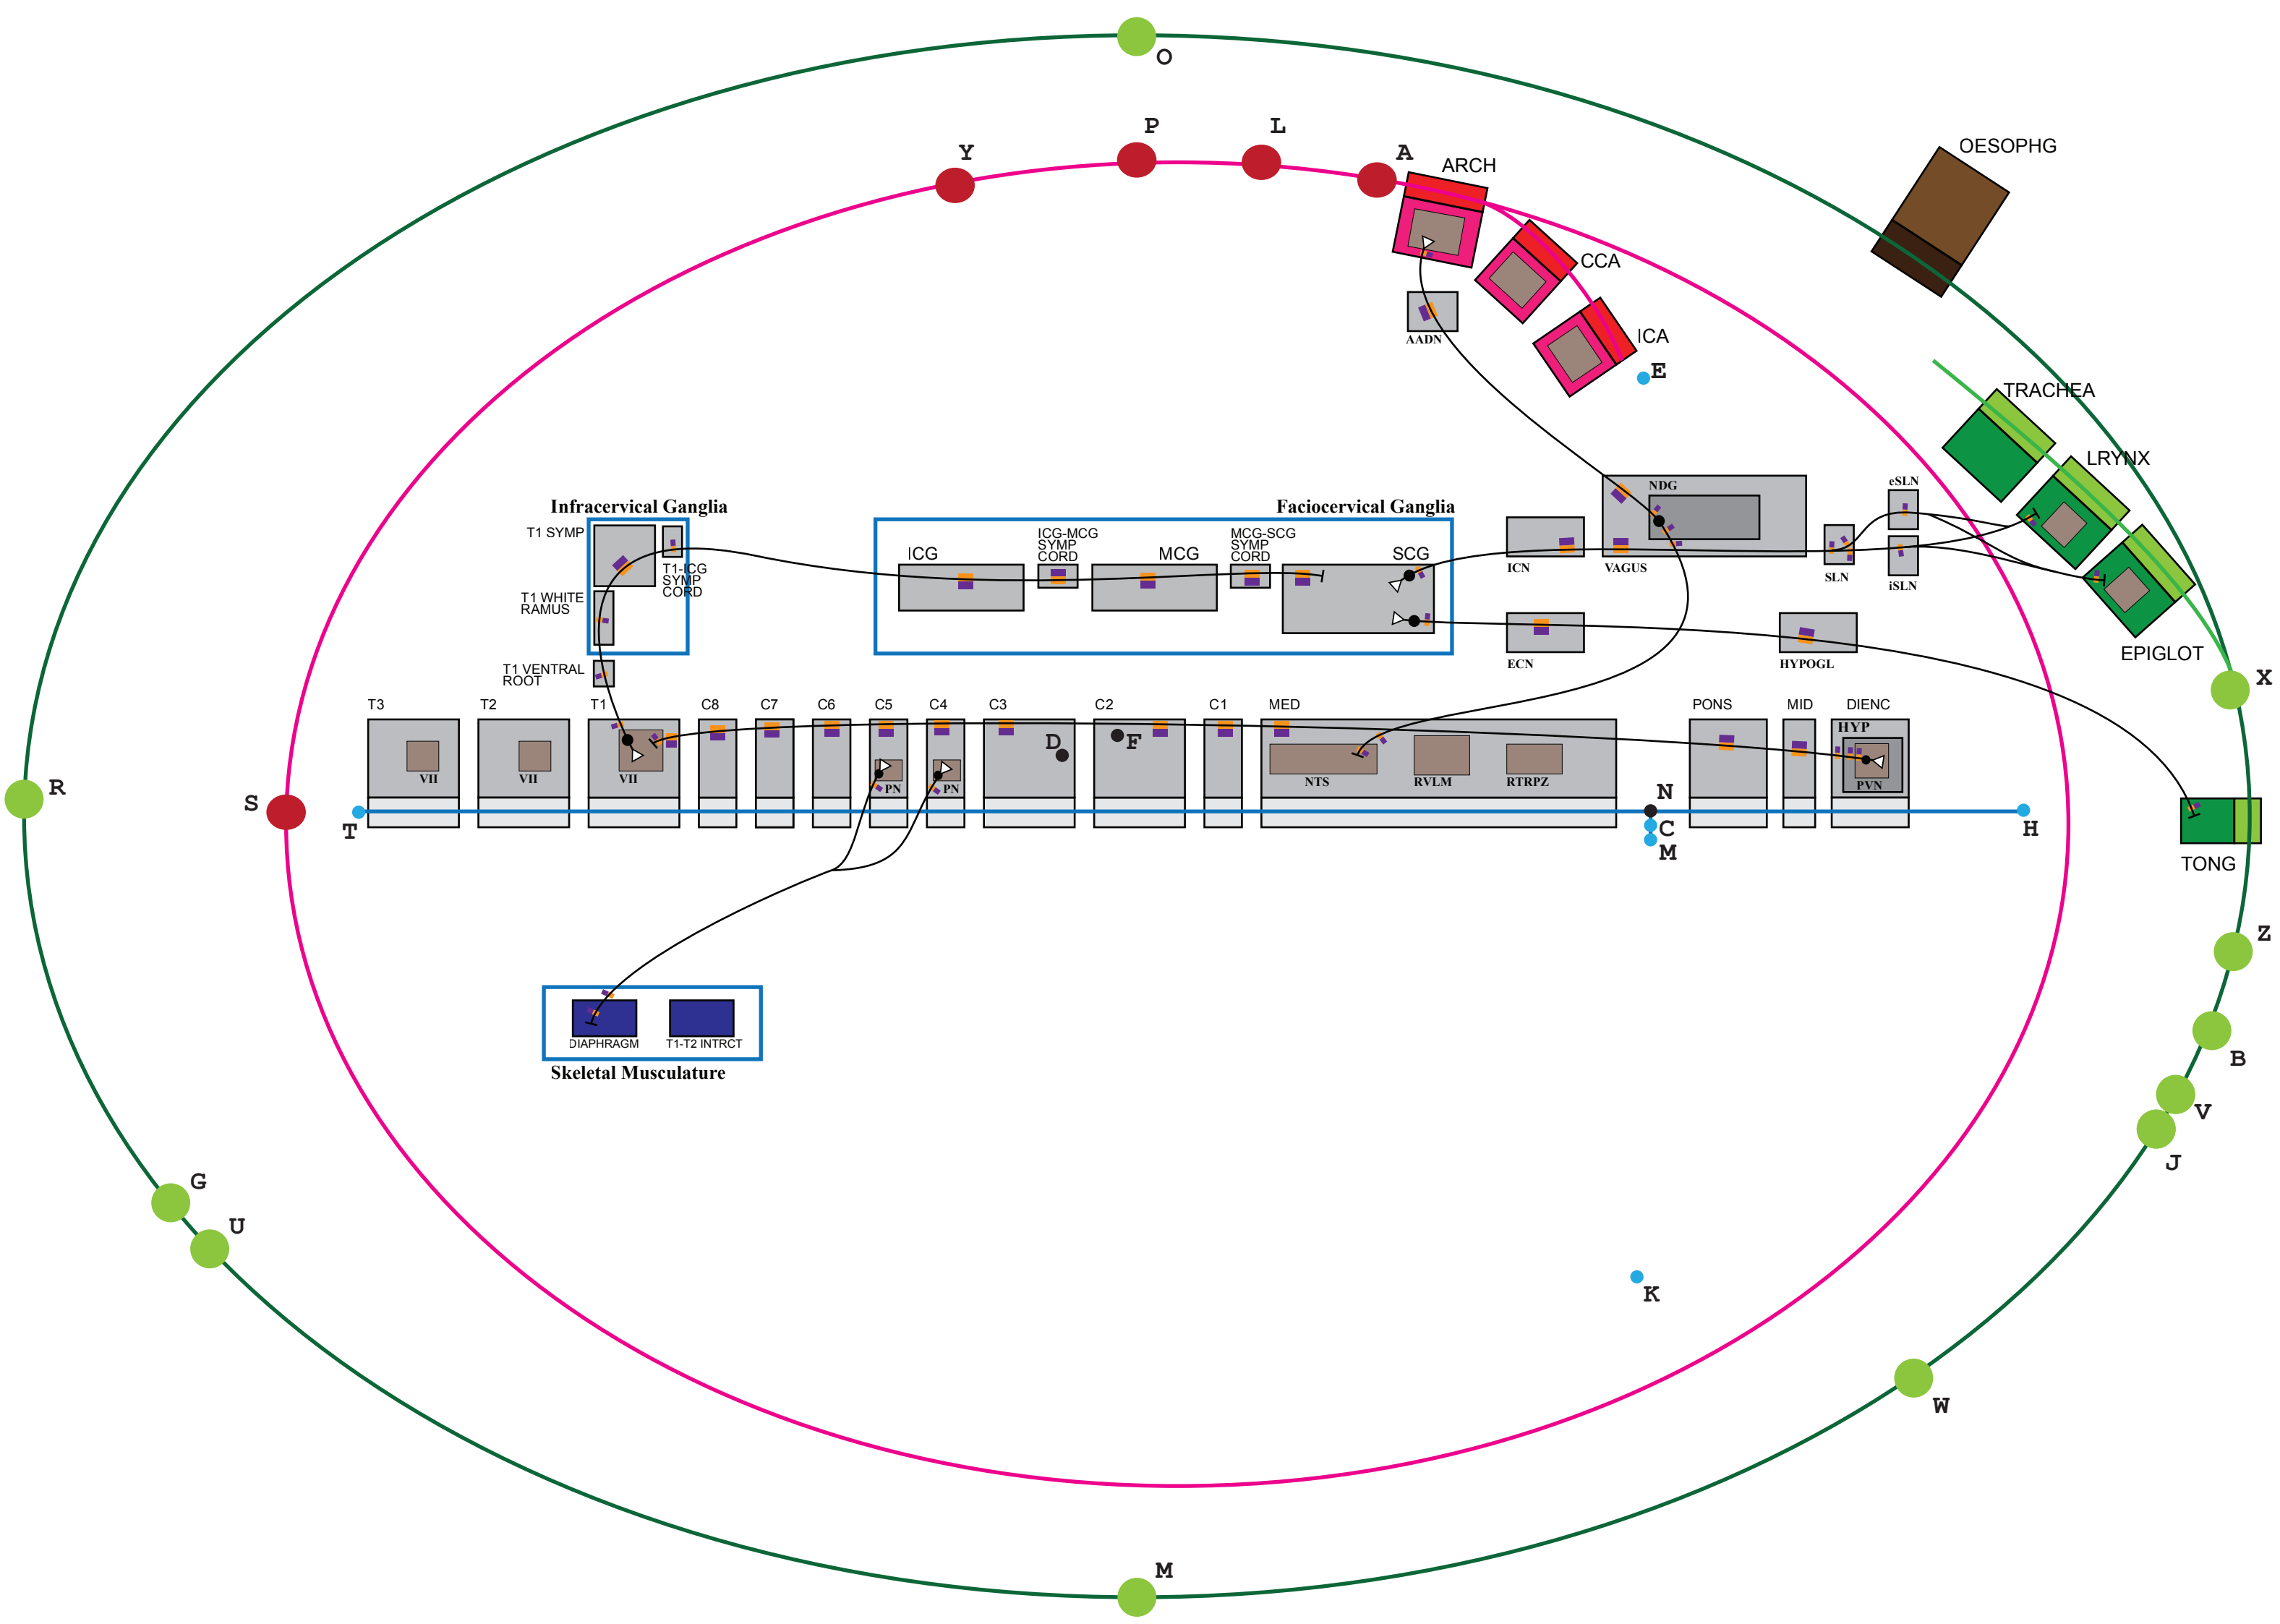 O
P
L
Y
A
ARCH
OESOPHG
CCA
ICA
E
AADN
TRACHEA
LRYNX
EPIGLOT
Infracervical Ganglia
T1 SYMP
T1-ICG
SYMP
CORD
T1 WHITE
RAMUS
T1 VENTRAL
ROOT
Faciocervical Ganglia
ICG
ICG-MCG
SYMP
CORD
MCG
MCG-SCG
SYMP
CORD
SCG
ICN
NDG
VAGUS
SLN
eSLN
iSLN
ECN
HYPOGL
X
T3
T2
T1
C8
C7
C6
C5
C4
C3
C2
C1
MED
PONS
MID
DIENC
HYP
D
F
VII
VII
VII
PN
PN
NTS
RVLM
RTRPZ
PVN
R
S
T
N
C
M
H
TONG
Z
B
V
J
DIAPHRAGM
T1-T2 INTRCT
Skeletal Musculature
G
U
K
W
M